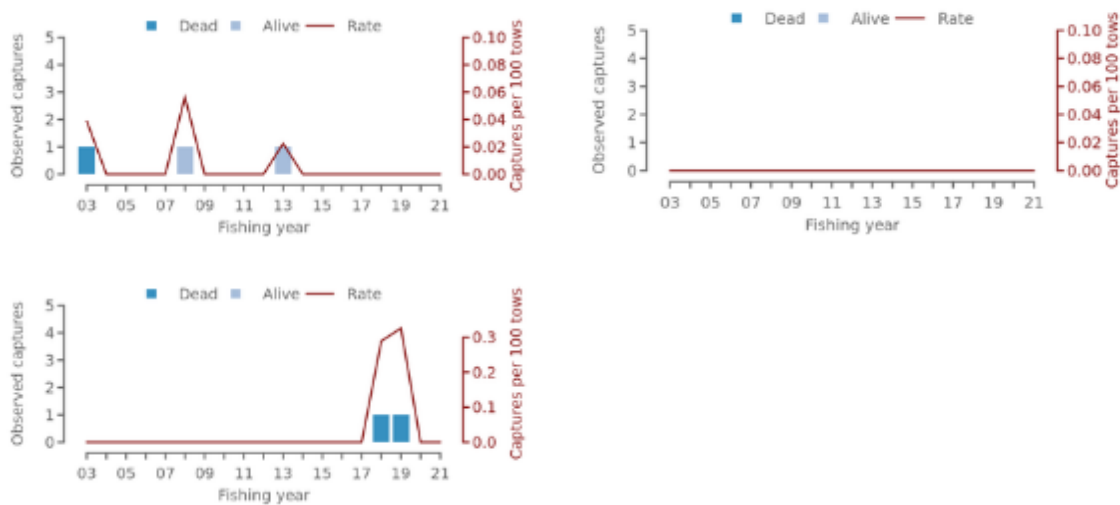 Dead Alive Rate
Observed captures
5
4
3
2
1
0
0.10
0.08
0.06
0.04
0.02
0.00
Captures per 100 tows
03 05 07 09 11 13 15 17 19 21
Fishing year
Dead Alive Rate
Observed captures
5
4
3
2
1
0
0.10
0.08
0.06
0.04
0.02
0.00
Captures per 100 tows
03 05 07 09 11 13 15 17 19 21
Fishing year
Dead Alive Rate
Observed captures
5
4
3
2
1
0
0.3
0.2
0.1
0.0
Captures per 100 tows
03 05 07 09 11 13 15 17 19 21
Fishing year